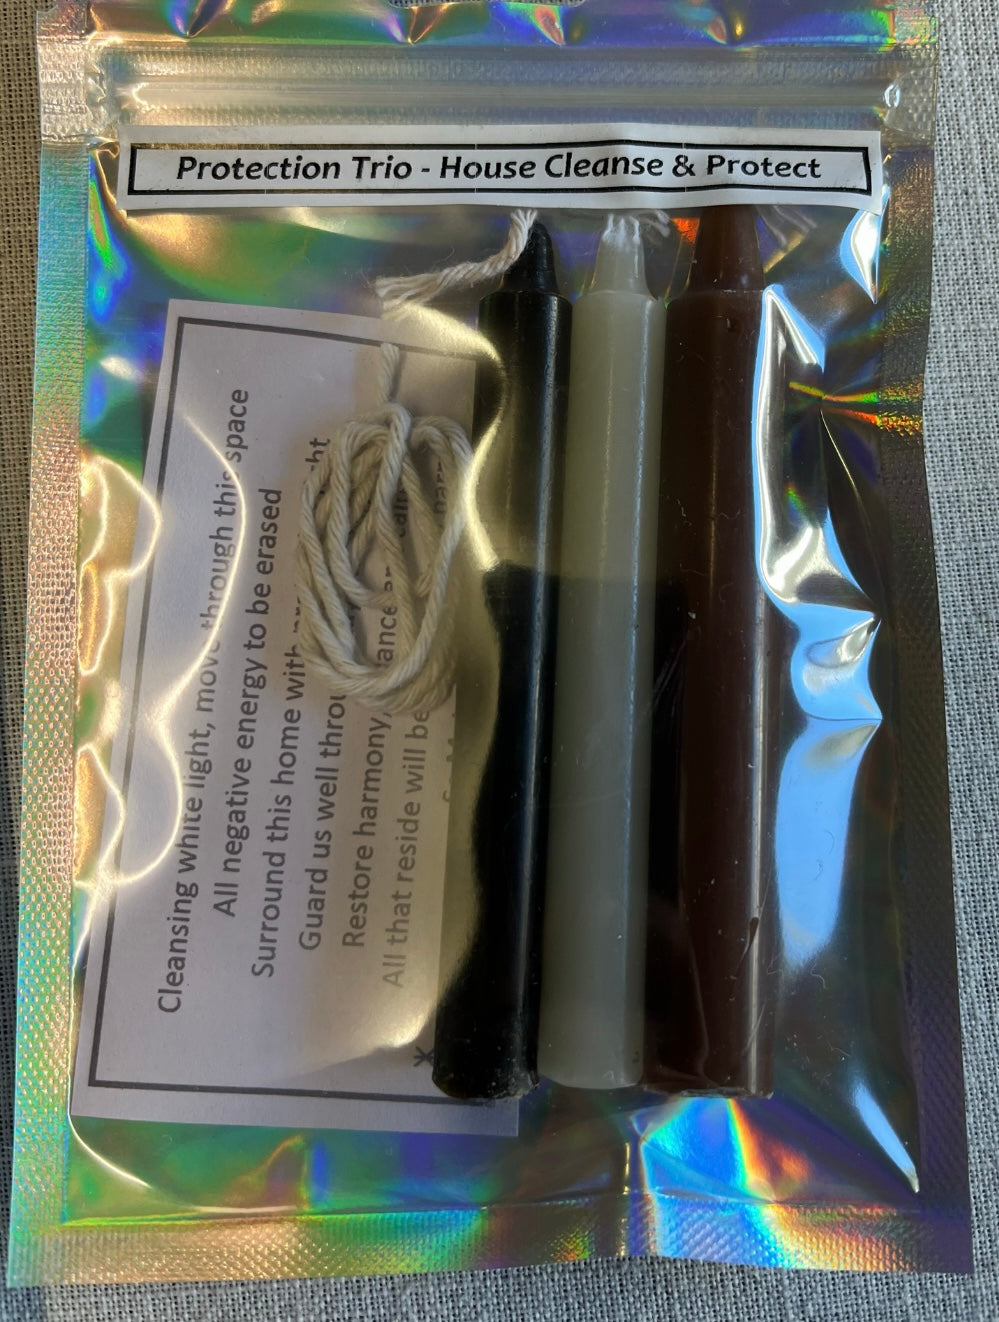 Protection Trio - House Cleanse & Protect
Cleansing white light, move through this space
All negative energy to be erased
Surround this home with
Guard us well
Restore harmony,
All that reside will be